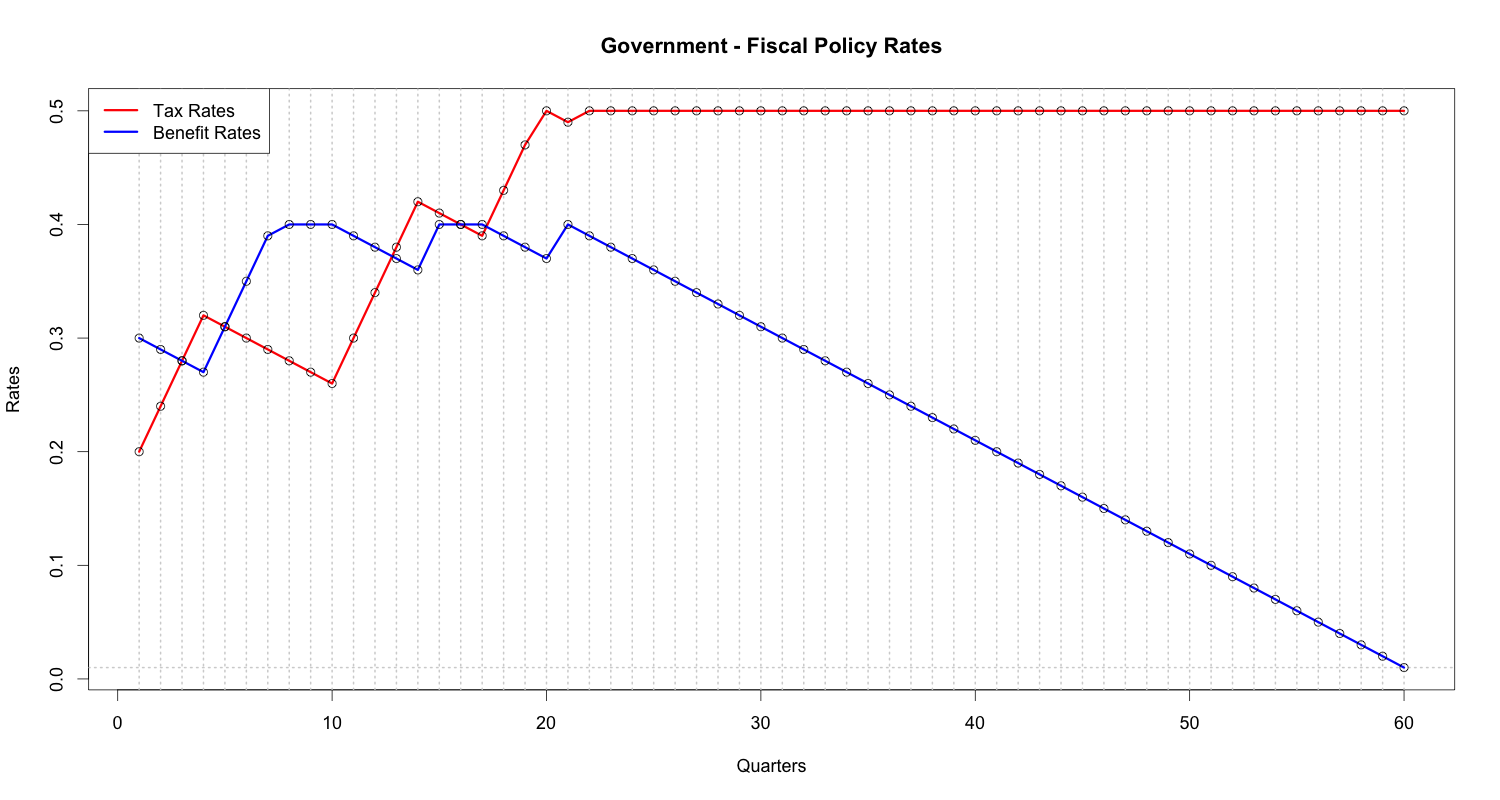 Government - Fiscal Policy Rates
Tax Rates
Benefit Rates
Rates
0.5
0.4
0.3
0.2
0.1
0.0
0 10 20 30 40 50 60
Quarters